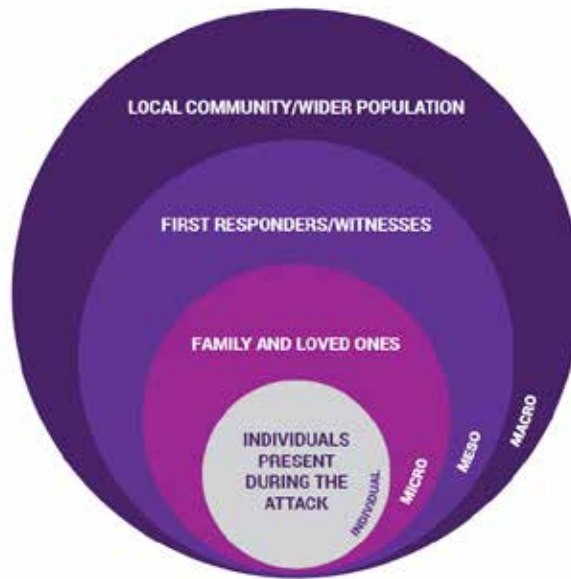 LOCAL COMMUNITY/WIDER POPULATION
FIRST RESPONDERS/WITNESSES
FAMILY AND LOVED ONES
INDIVIDUALS
PRESENT
DURING THE
ATTACK
INDIVIDUAL
MICRO
MESO
MACRO